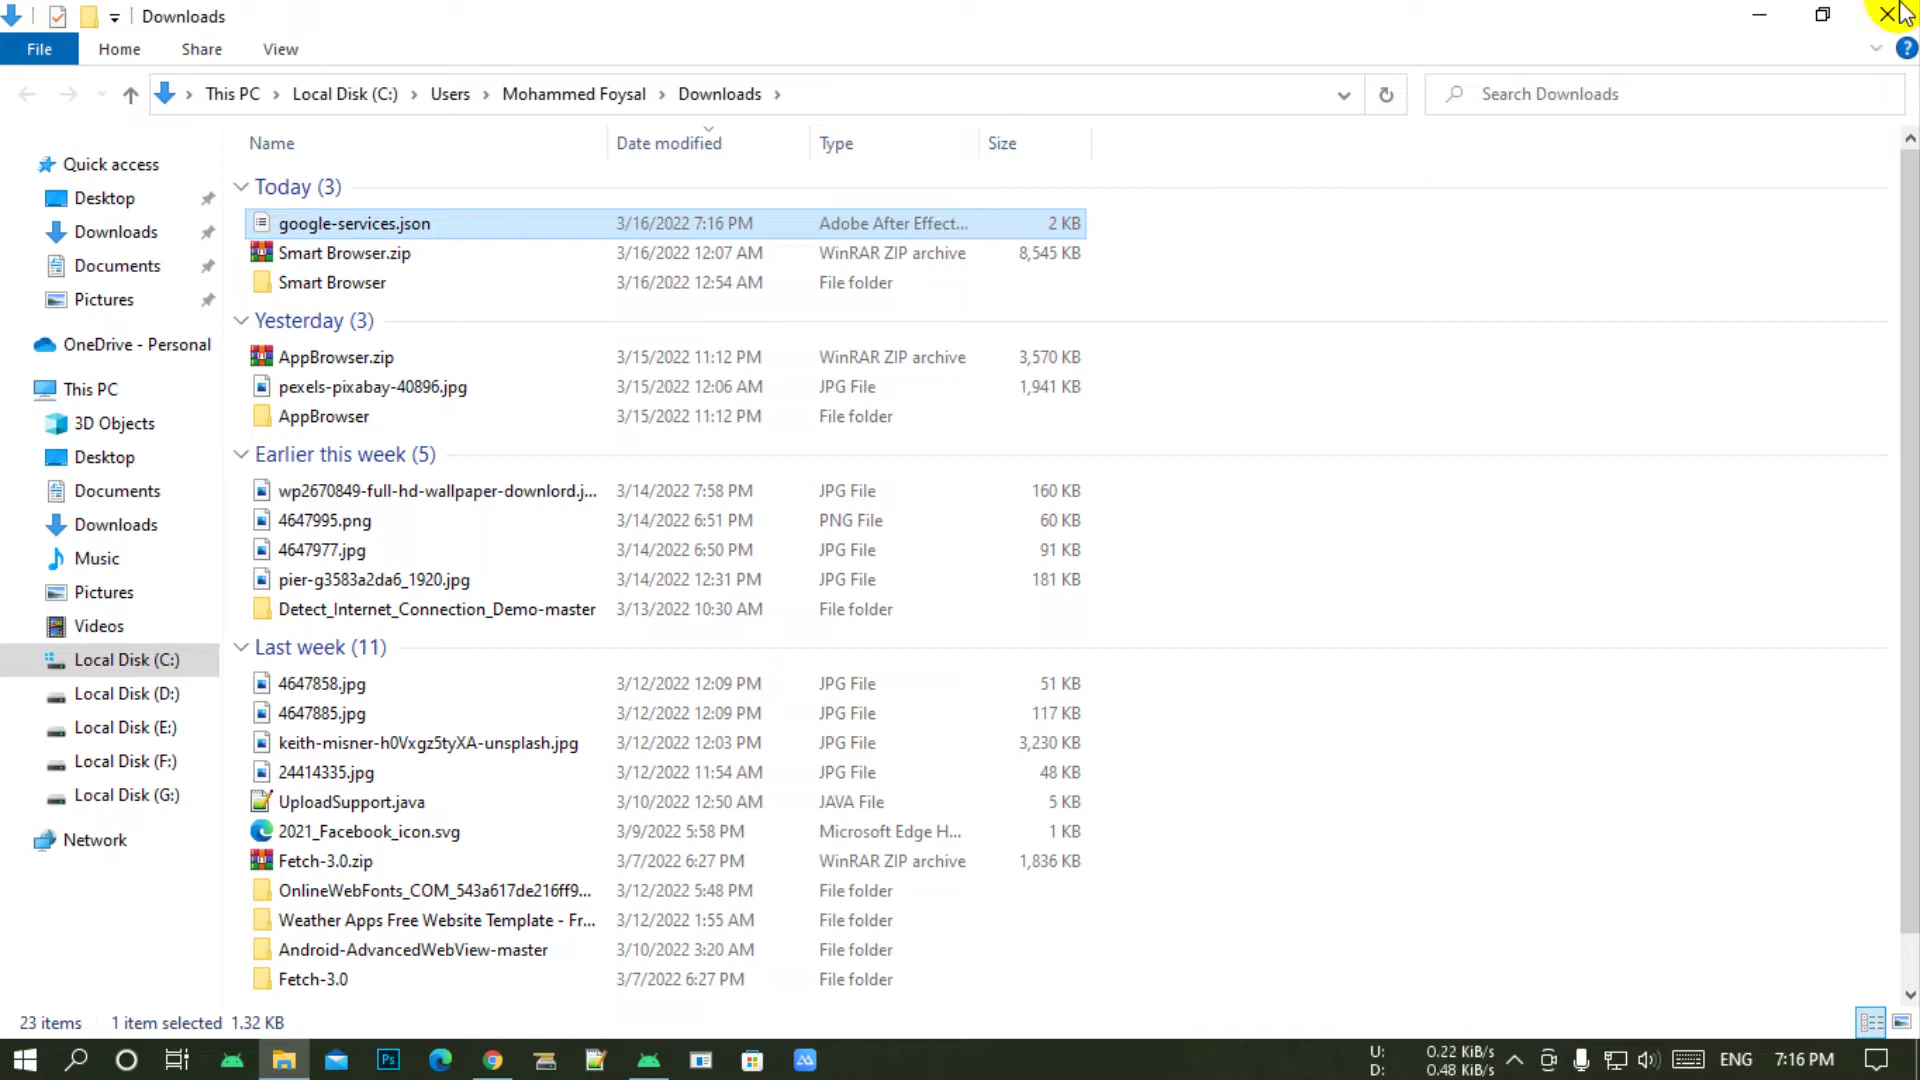 Downloads
File Home Share View
This PC Local Disk (C:) Users Mohammed Foysal Downloads Search Downloads
Name Date modified Type Size
Quick access
Desktop
Downloads
Documents
Pictures
OneDrive - Personal
This PC
3D Objects
Desktop
Documents
Downloads
Music
Pictures
Videos
Local Disk (C:)
Local Disk (D:)
Local Disk (E:)
Local Disk (F:)
Local Disk (G:)
Network
Today (3)
google-services.json 3/16/2022 7:16 PM Adobe After Effect... 2 KB
Smart Browser.zip 3/16/2022 12:07 AM WinRAR ZIP archive 8,545 KB
Smart Browser 3/16/2022 12:54 AM File folder
Yesterday (3)
AppBrowser.zip 3/15/2022 11:12 PM WinRAR ZIP archive 3,570 KB
pexels-pixabay-40896.jpg 3/15/2022 12:06 AM JPG File 1,941 KB
AppBrowser 3/15/2022 11:12 PM File folder
Earlier this week (5)
wp2670849-full-hd-wallpaper-downlord.j... 3/14/2022 7:58 PM JPG File 160 KB
4647995.png 3/14/2022 6:51 PM PNG File 60 KB
4647977.jpg 3/14/2022 6:50 PM JPG File 91 KB
pier-g3583a2da6_1920.jpg 3/14/2022 12:31 PM JPG File 181 KB
Detect_Internet_Connection_Demo-master 3/13/2022 10:30 AM File folder
Last week (11)
4647858.jpg 3/12/2022 12:09 PM JPG File 51 KB
4647885.jpg 3/12/2022 12:09 PM JPG File 117 KB
keith-misner-h0Vxgz5tyXA-unsplash.jpg 3/12/2022 12:03 PM JPG File 3,230 KB
24414335.jpg 3/12/2022 11:54 AM JPG File 48 KB
UploadSupport.java 3/10/2022 12:50 AM JAVA File 5 KB
2021_Facebook_icon.svg 3/9/2022 5:58 PM Microsoft Edge H... 1 KB
Fetch-3.0.zip 3/7/2022 6:27 PM WinRAR ZIP archive 1,836 KB
OnlineWebFonts_COM_543a617de216ff9... 3/12/2022 5:48 PM File folder
Weather Apps Free Website Template - Fr... 3/12/2022 1:55 AM File folder
Android-AdvancedWebView-master 3/10/2022 3:20 AM File folder
Fetch-3.0 3/7/2022 6:27 PM File folder
23 items 1 item selected 1.32 KB
Ps
U: 0.22 KiB/s
D: 0.48 KiB/s
ENG 7:16 PM